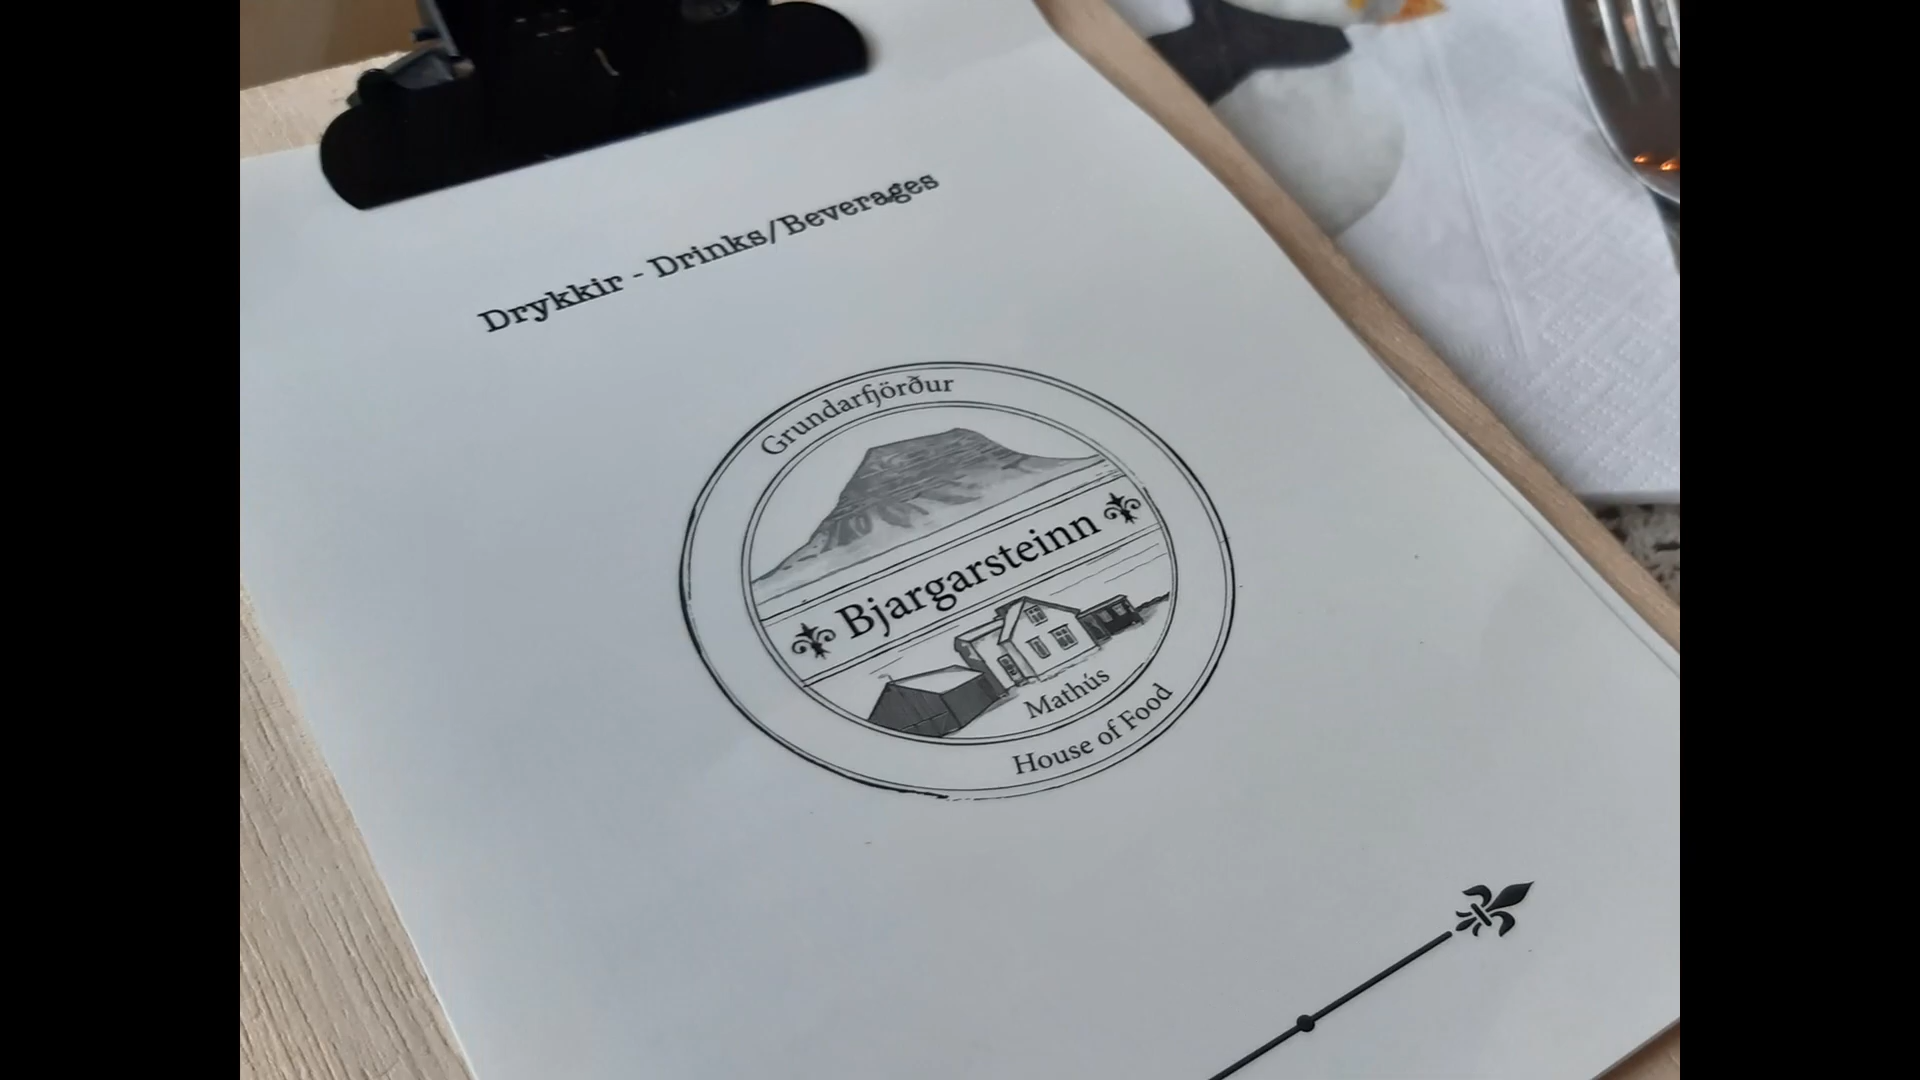 Drykkir - Drinks/Beverages
Grundarfjörður
Bjargarsteinn
Mathús
House of Food